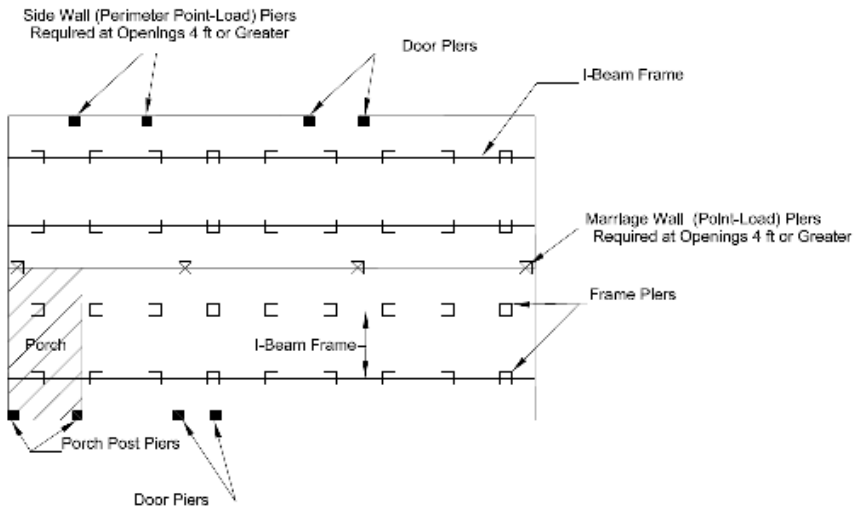 Side Wall (Perimeter Point-Load) Piers
Required at Openings 4 ft or Greater
Door Piers
I-Beam Frame
Marriage Wall (Point-Load) Piers
Required at Openings 4 ft or Greater
Frame Piers
Porch
I-Beam Frame
Porch Post Piers
Door Piers